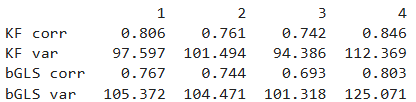 1 2 3 4
KF corr 0.806 0.761 0.742 0.846
KF var 97.597 101.494 94.386 112.369
bGLS corr 0.767 0.744 0.693 0.803
bGLS var 105.372 104.471 101.318 125.071